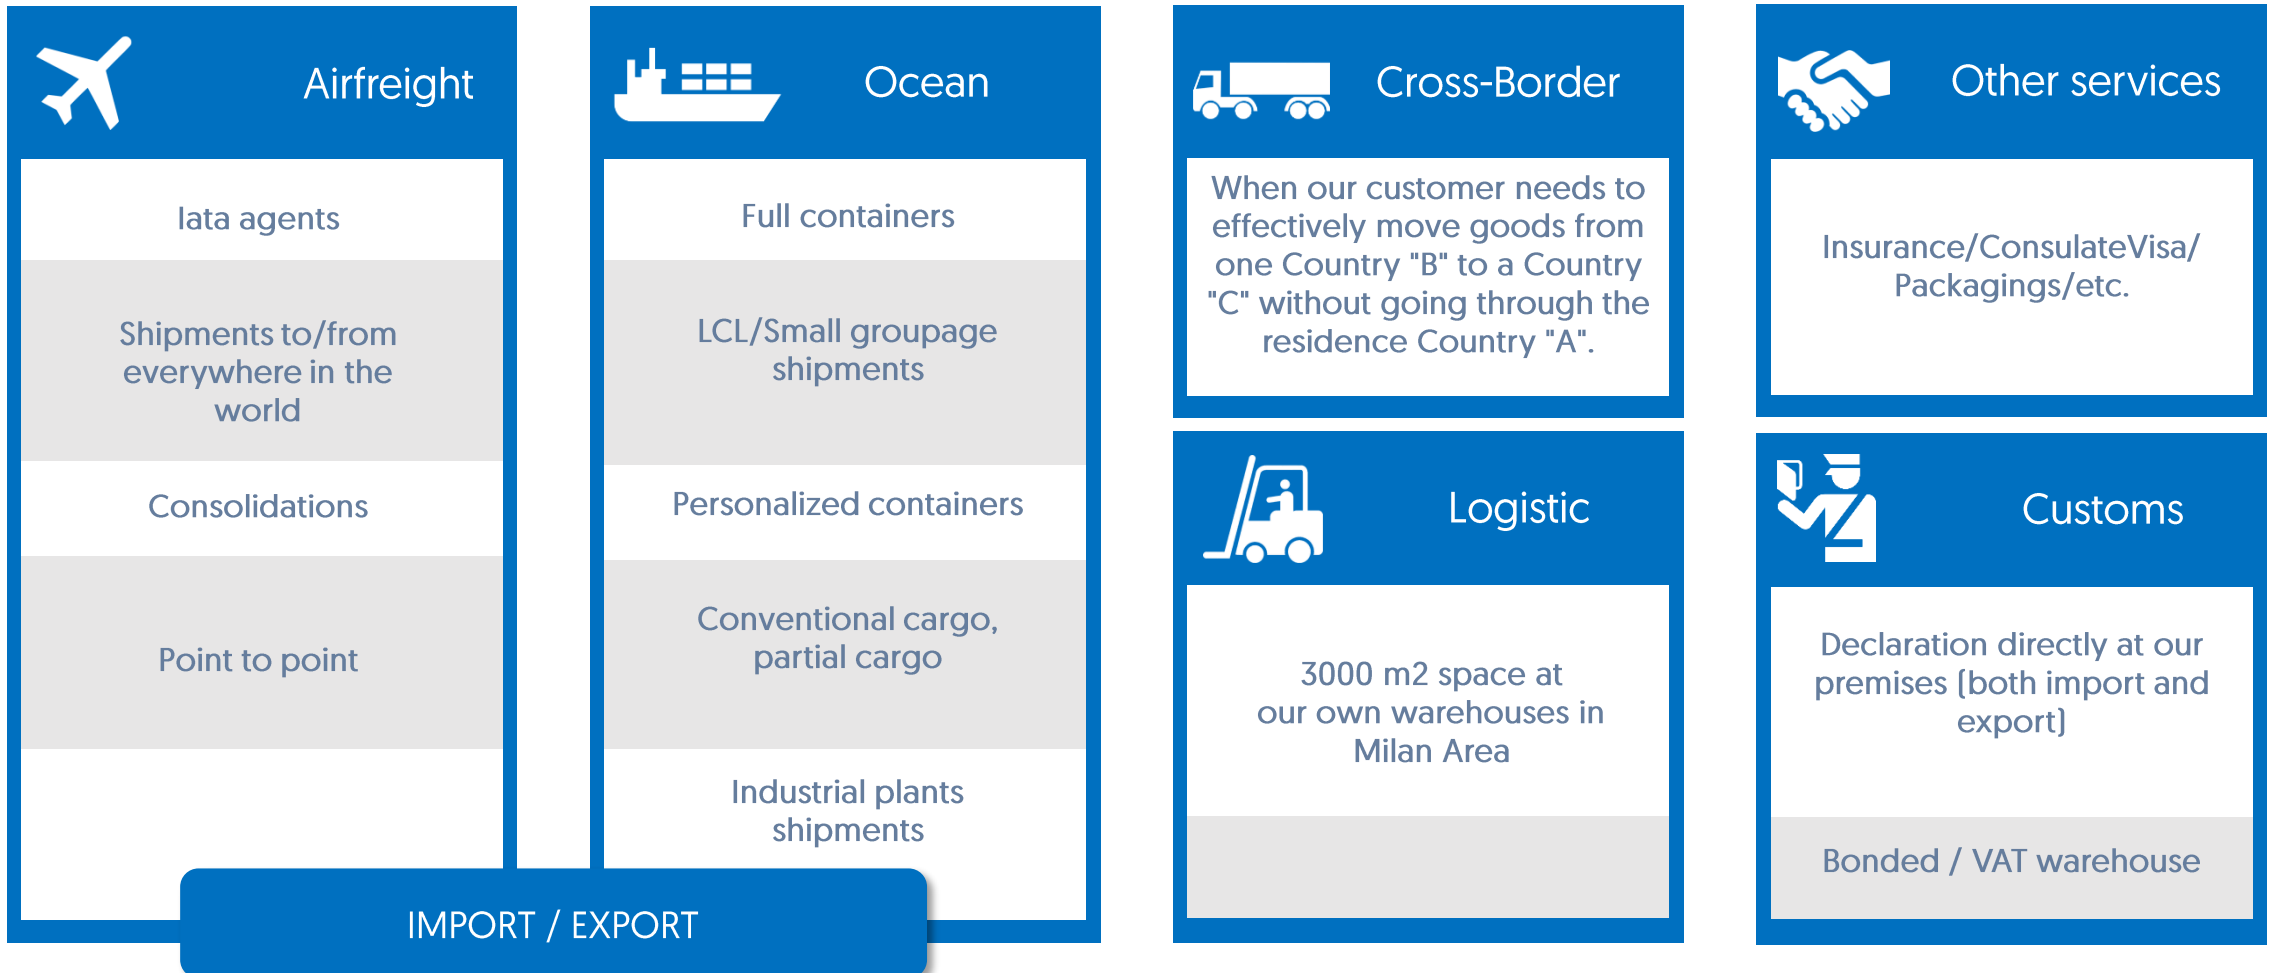 Airfreight
Iata agents
Shipments to/from
everywhere in the
world
Consolidations
Point to point
Ocean
Full containers
LCL/Small groupage
shipments
Personalized containers
Conventional cargo,
partial cargo
Industrial plants
shipments
IMPORT / EXPORT
Cross-Border
When our customer needs to
effectively move goods from
one Country "B" to a Country
"C" without going through the
residence Country "A".
Logistic
3000 m2 space at
our own warehouses in
Milan Area
Other services
Insurance/ConsulateVisa/
Packagings/etc.
Customs
Declaration directly at our
premises (both import and
export)
Bonded / VAT warehouse